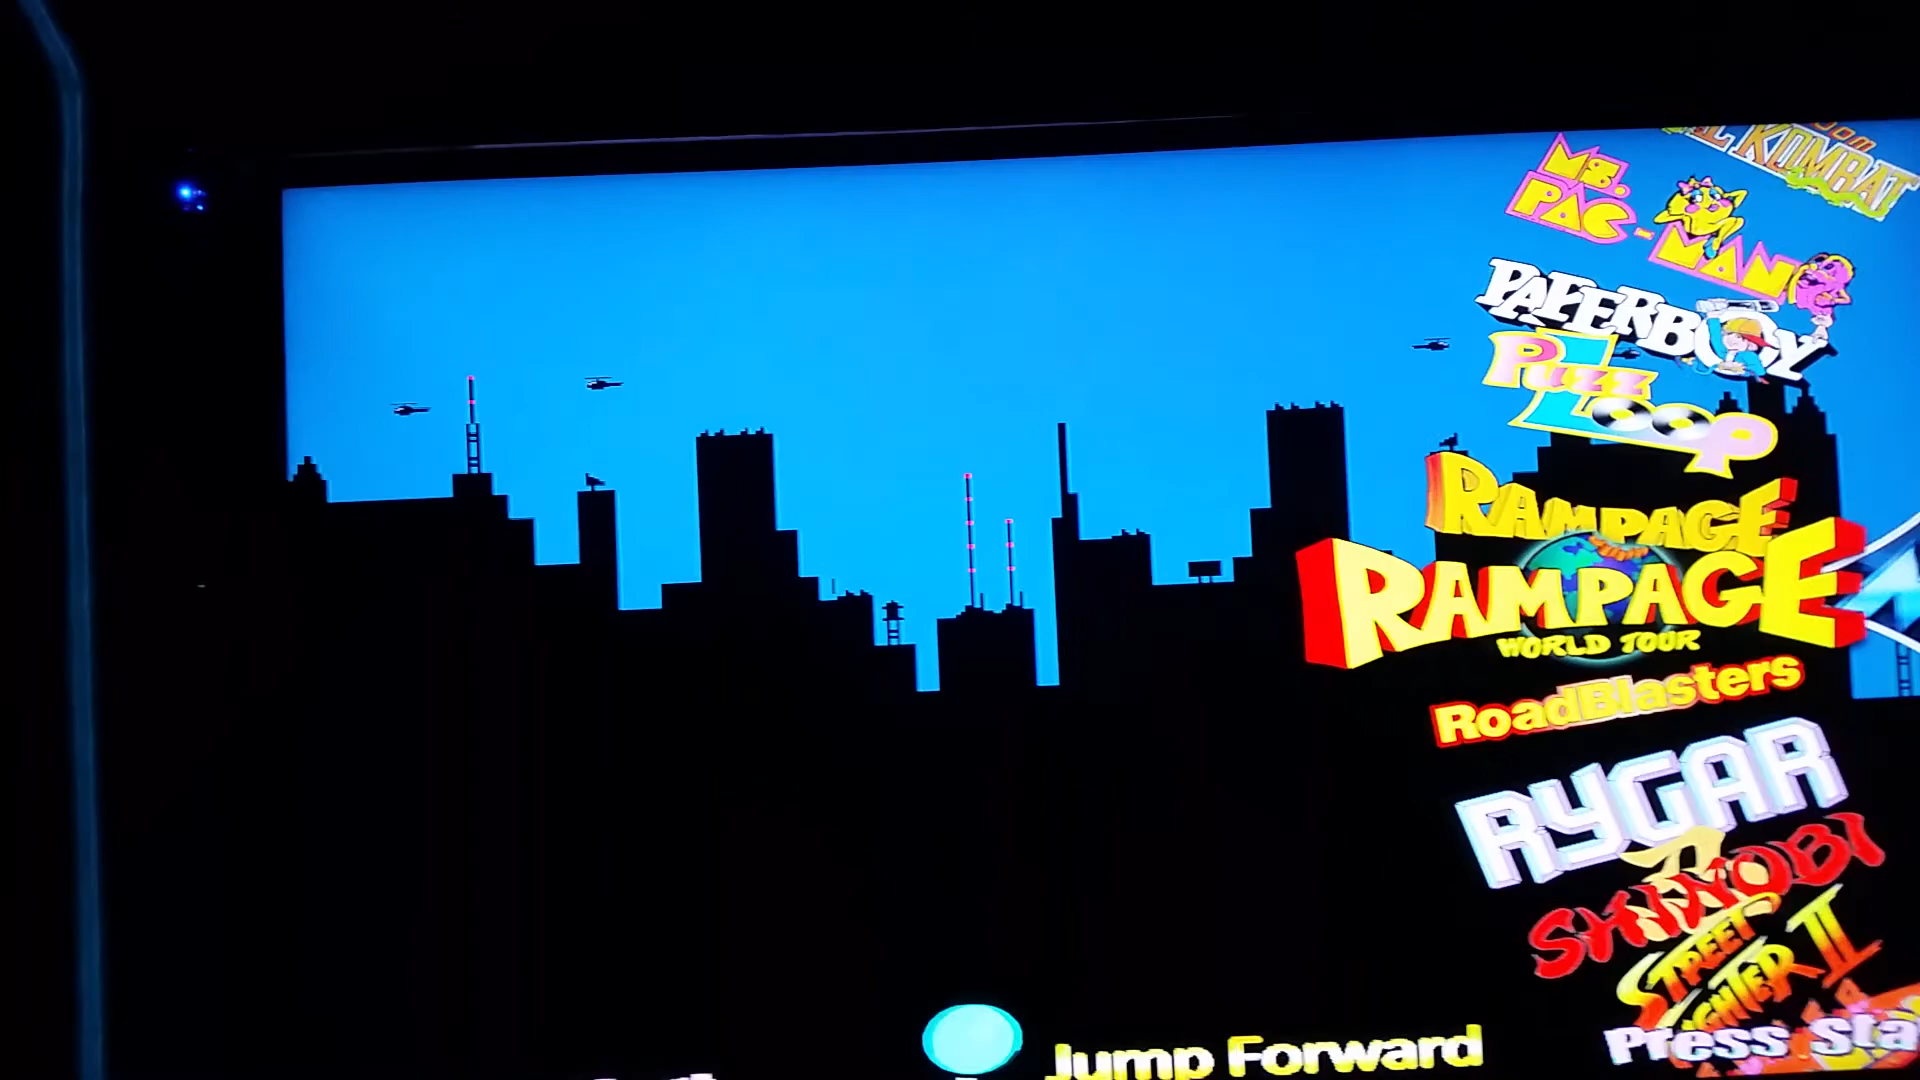 L KOMBAT
MS.
PAC-MAN
PAPERBOY
Puzz
Loop
RAMPAGE
RAMPAGE
WORLD TOUR
RoadBlasters
RYGAR
SHINOBI
STREET
FIGHTER II
Press Sta
Jump Forward